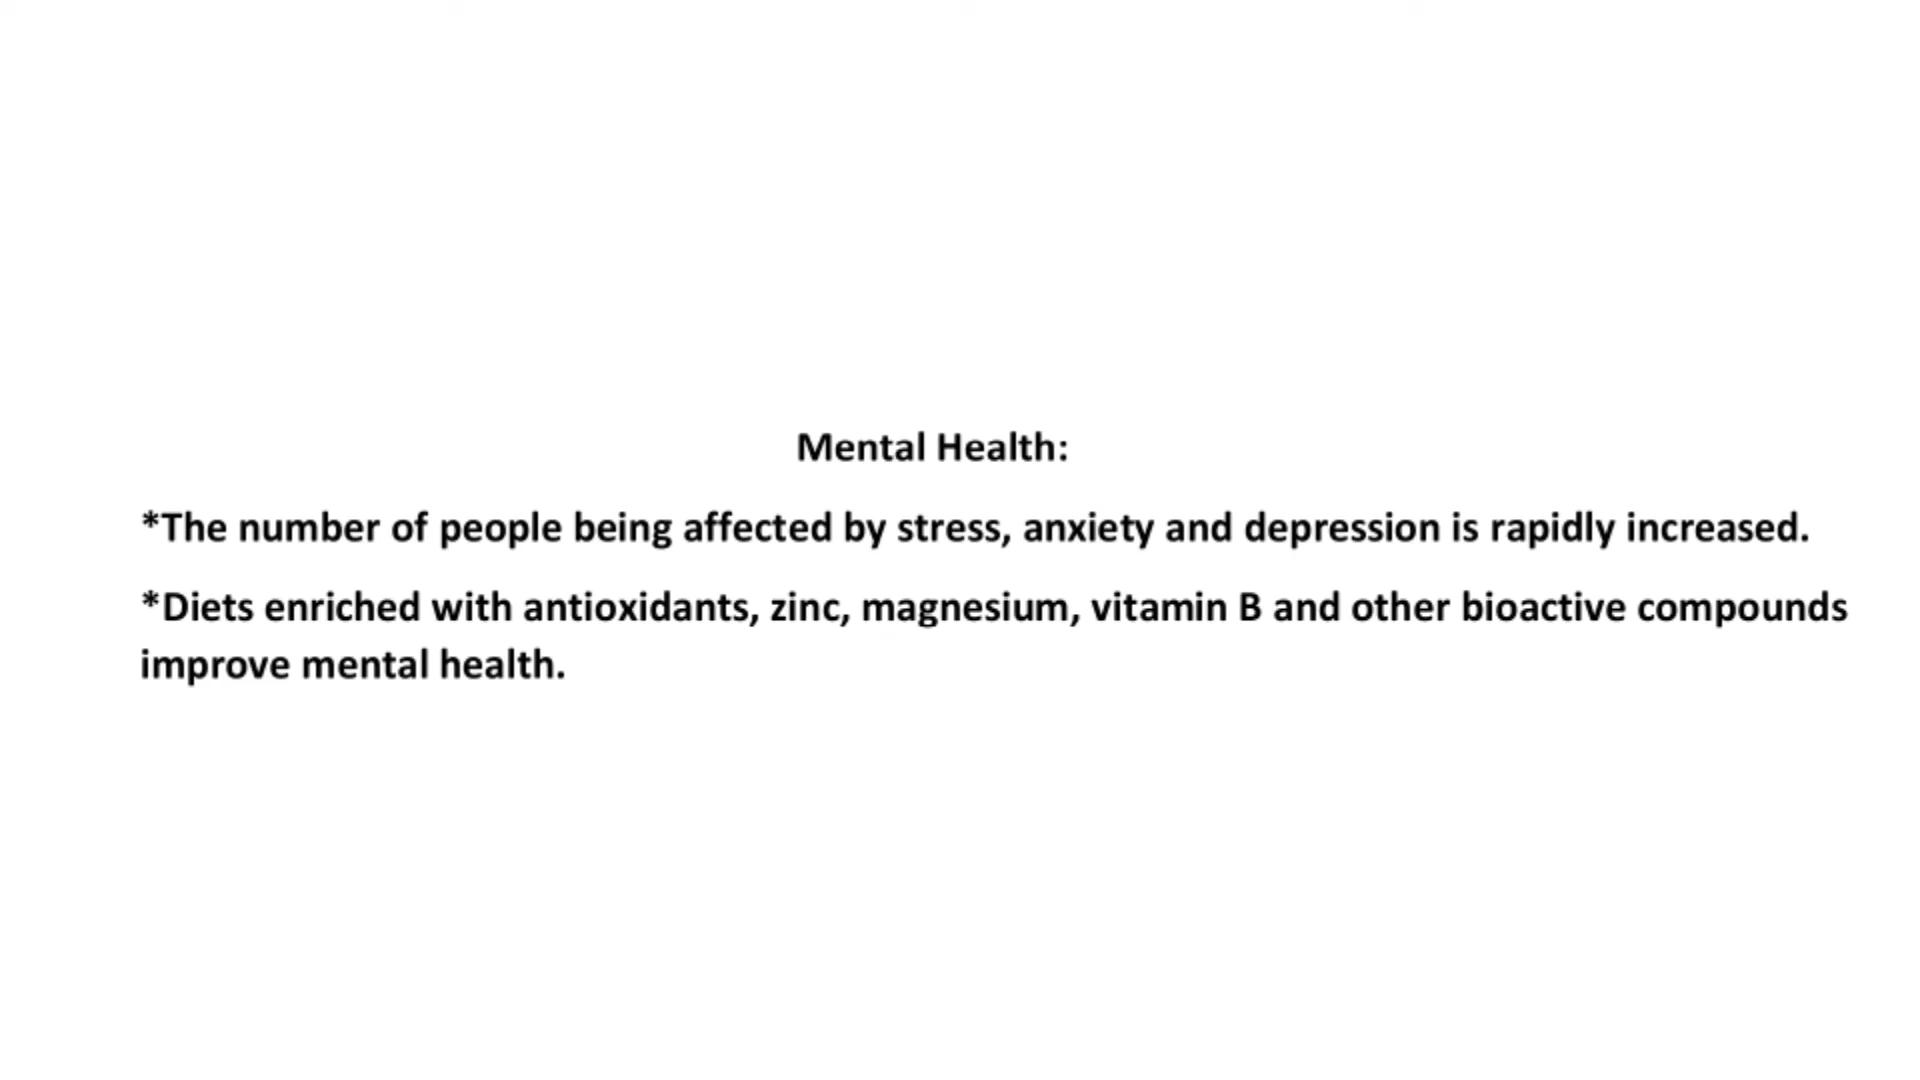 Mental Health:
*The number of people being affected by stress, anxiety and depression is rapidly increased.
*Diets enriched with antioxidants, zinc, magnesium, vitamin B and other bioactive compounds
improve mental health.